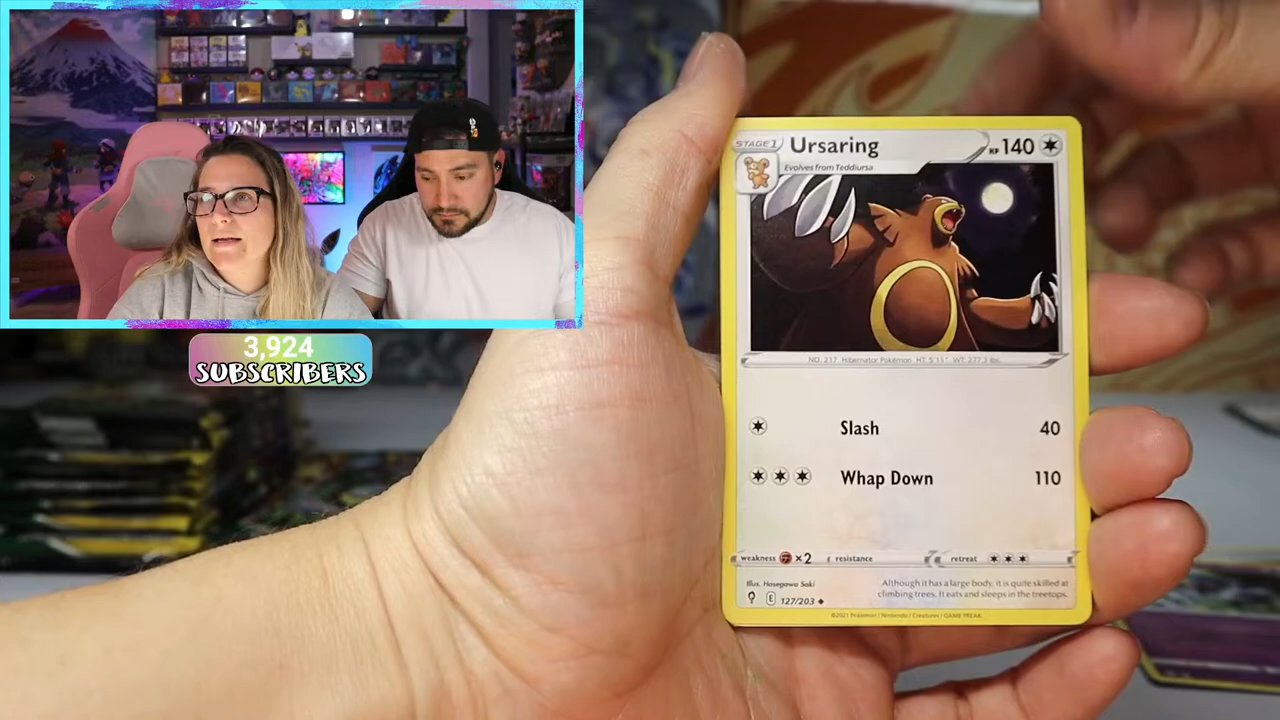 3,924
SUBSCRIBERS
STAGE 1
Ursaring
HP 140
Evolves from Teddiursa
NO. 217 Hibernator Pokémon HT: 5'11" WT: 277.3 lbs.
Slash 40
Whap Down 110
weakness ×2 resistance retreat
Illus. Hasegawa Saki
E 127/203
Although it has a large body, it is quite skilled at
climbing trees. It eats and sleeps in the treetops.
©2021 Pokémon / Nintendo / Creatures / GAME FREAK